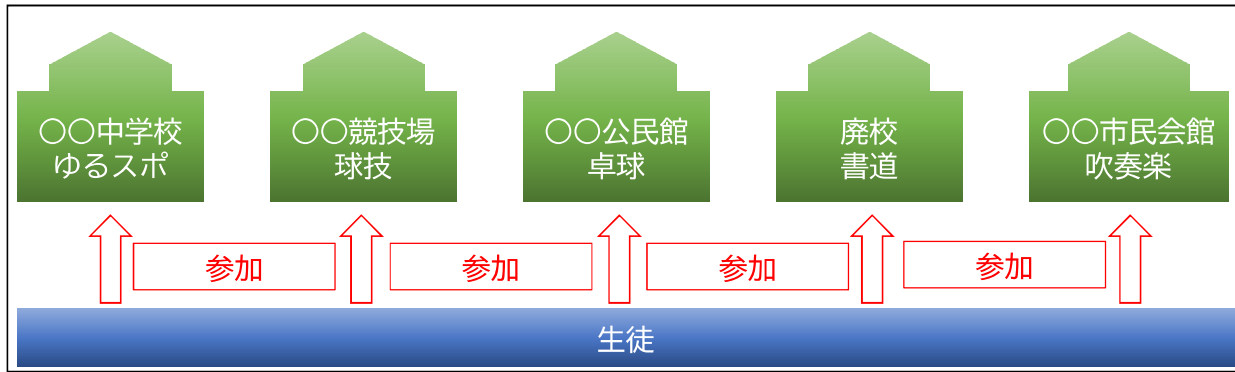 〇〇中学校
ゆるスポ
〇〇競技場
球技
〇〇公民館
卓球
廃校
書道
〇〇市民会館
吹奏楽
参加
参加
参加
参加
生徒